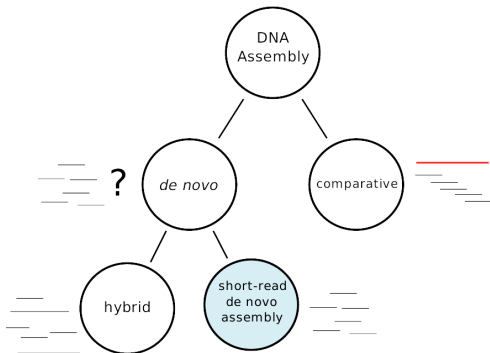 DNA
Assembly
?
de novo
comparative
hybrid
short-read
de novo
assembly